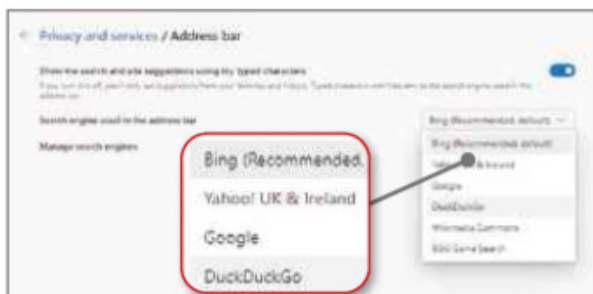 Privacy and services / Address bar
Show me search and site suggestions using my typed characters
Search engine used in the address bar
Bing (Recommended, default)
Manage search engines
Bing (Recommended, default)
Yahoo! UK & Ireland
Google
DuckDuckGo
Wikimedia Commons
Bing (Recommended,
Yahoo! UK & Ireland
Google
DuckDuckGo